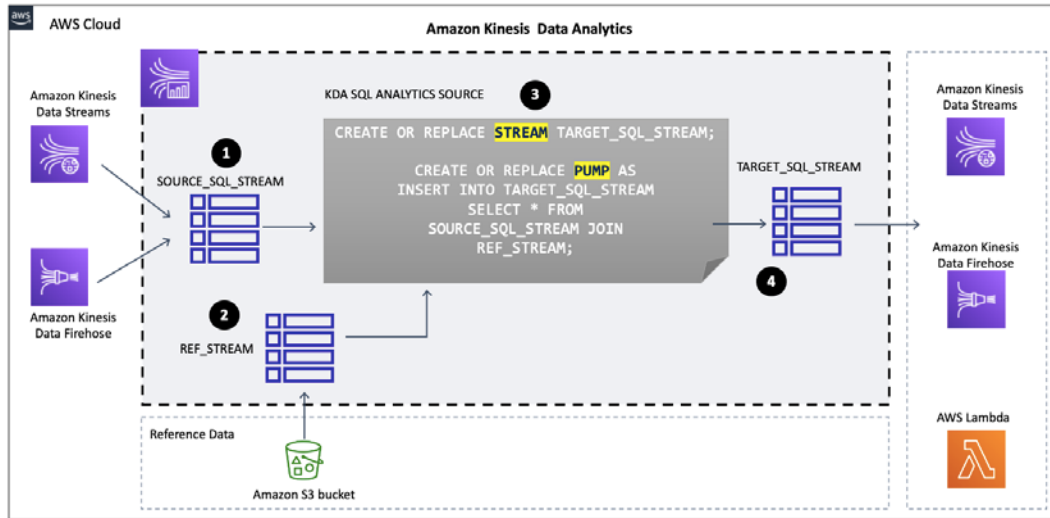 aws
AWS Cloud
Amazon Kinesis Data Analytics
Amazon Kinesis
Data Streams
Amazon Kinesis
Data Firehose
1
SOURCE_SQL_STREAM
2
REF_STREAM
KDA SQL ANALYTICS SOURCE
3
CREATE OR REPLACE STREAM TARGET_SQL_STREAM;
CREATE OR REPLACE PUMP AS
INSERT INTO TARGET_SQL_STREAM
SELECT * FROM
SOURCE_SQL_STREAM JOIN
REF_STREAM;
TARGET_SQL_STREAM
4
Amazon Kinesis
Data Streams
Amazon Kinesis
Data Firehose
AWS Lambda
Reference Data
Amazon S3 bucket